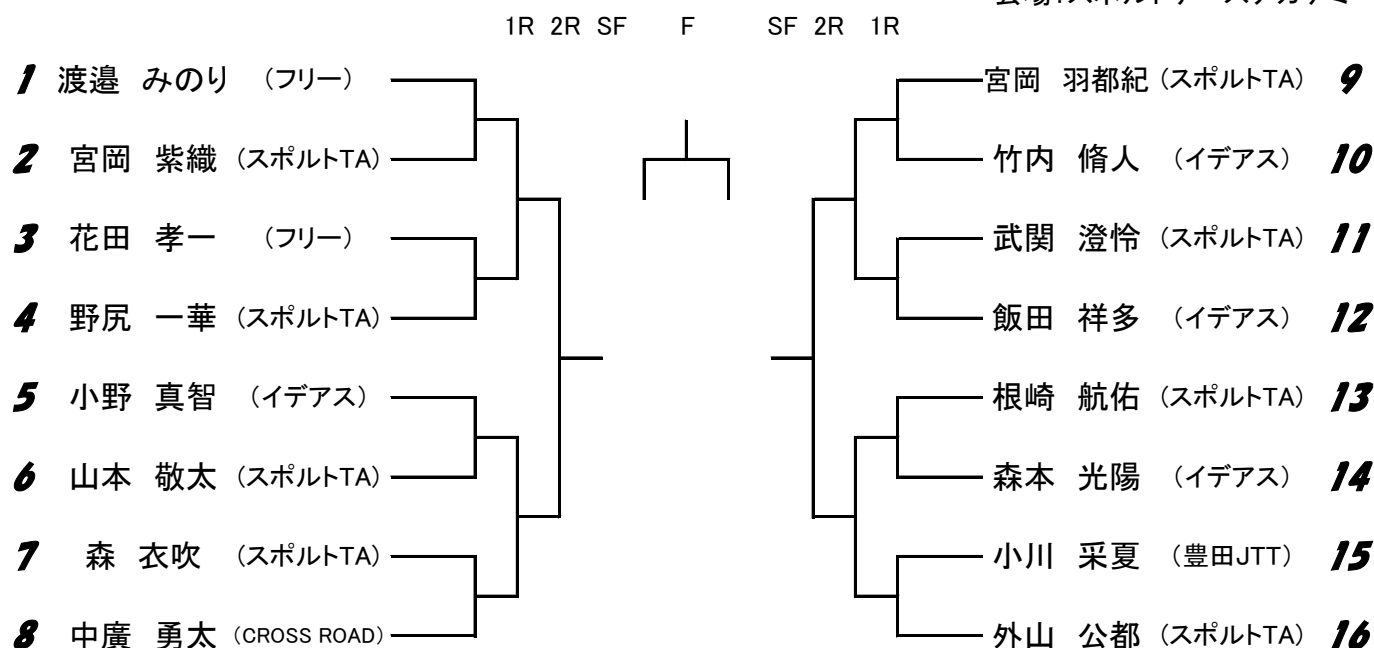 1R 2R SF F SF 2R 1R
1 渡邉 みのり (フリー)
2 宮岡 紫織 (スポルトTA)
3 花田 孝一 (フリー)
4 野尻 一華 (スポルトTA)
5 小野 真智 (イデアス)
6 山本 敬太 (スポルトTA)
7 森 衣吹 (スポルトTA)
8 中廣 勇太 (CROSS ROAD)
宮岡 羽都紀 (スポルトTA) 9
竹内 脩人 (イデアス) 10
武関 澄怜 (スポルトTA) 11
飯田 祥多 (イデアス) 12
根崎 航佑 (スポルトTA) 13
森本 光陽 (イデアス) 14
小川 采夏 (豊田JTT) 15
外山 公都 (スポルトTA) 16